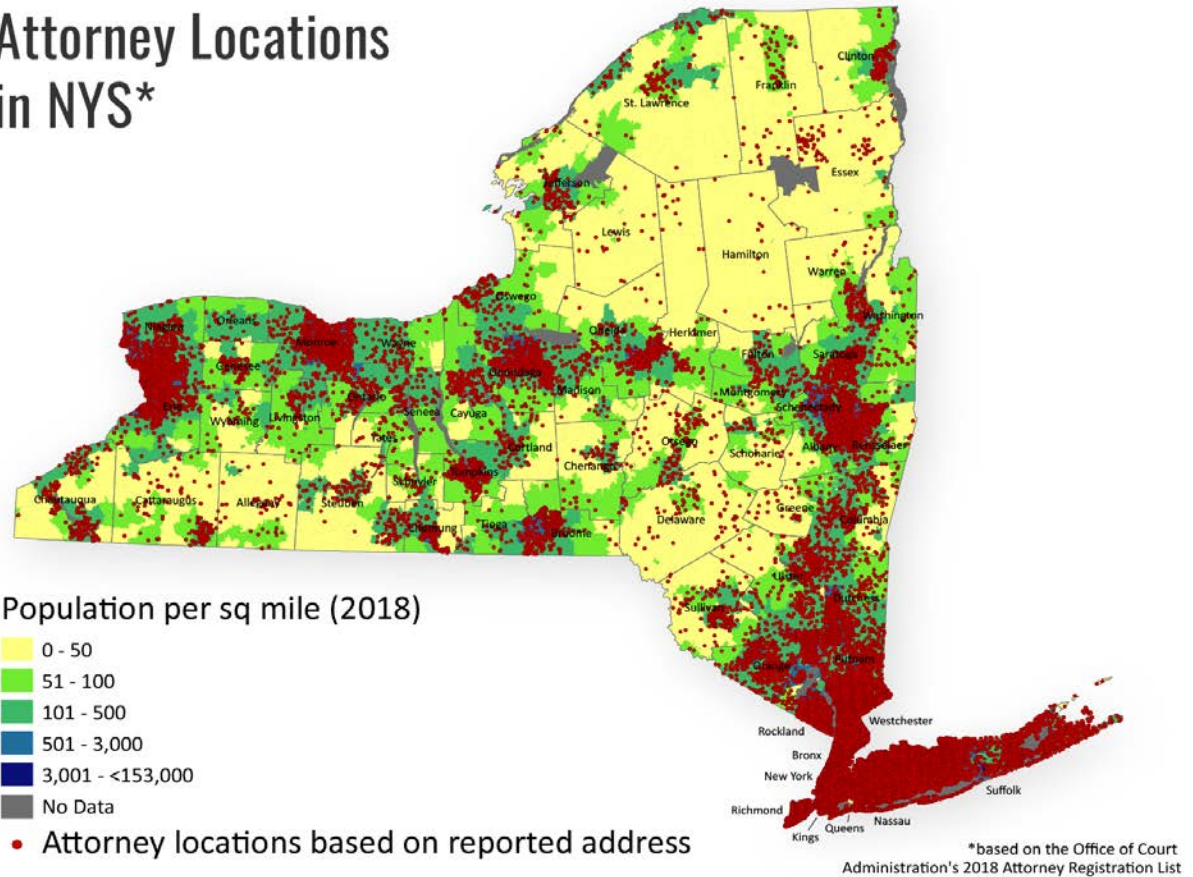 Attorney Locations
in NYS*
Clinton
Franklin
St. Lawrence
Essex
Jefferson
Lewis
Hamilton
Warren
Oswego
Washington
Niagara
Orleans
Monroe
Wayne
Oneida
Herkimer
Fulton
Saratoga
Genesee
Onondaga
Madison
Montgomery
Schenectady
Erie
Wyoming
Livingston
Ontario
Seneca
Cayuga
Yates
Cortland
Otsego
Schoharie
Albany
Rensselaer
Chenango
Tompkins
Schuyler
Chautauqua
Cattaraugus
Allegany
Steuben
Chemung
Tioga
Broome
Delaware
Greene
Columbia
Ulster
Dutchess
Sullivan
Orange
Putnam
Rockland
Westchester
Bronx
New York
Richmond
Kings
Queens
Nassau
Suffolk
Population per sq mile (2018)
0 - 50
51 - 100
101 - 500
501 - 3,000
3,001 - <153,000
No Data
Attorney locations based on reported address
*based on the Office of Court
Administration's 2018 Attorney Registration List